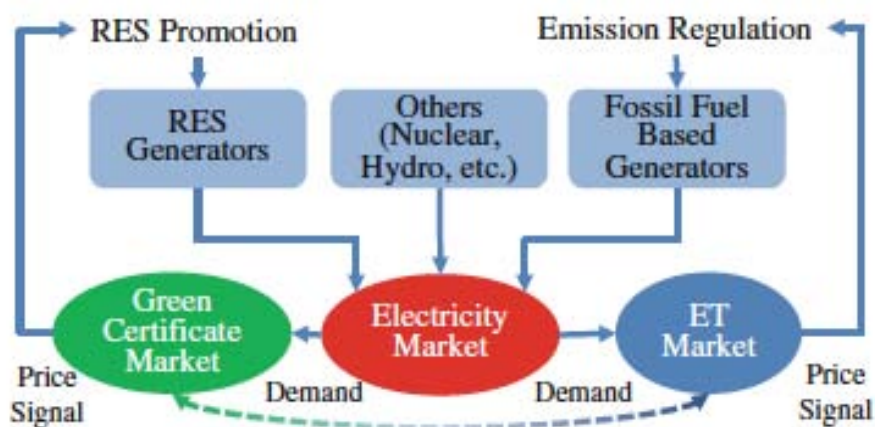 RES Promotion
Emission Regulation
RES
Generators
Others
(Nuclear,
Hydro, etc.)
Fossil Fuel
Based
Generators
Green
Certificate
Market
Electricity
Market
ET
Market
Price
Signal
Demand
Demand
Price
Signal